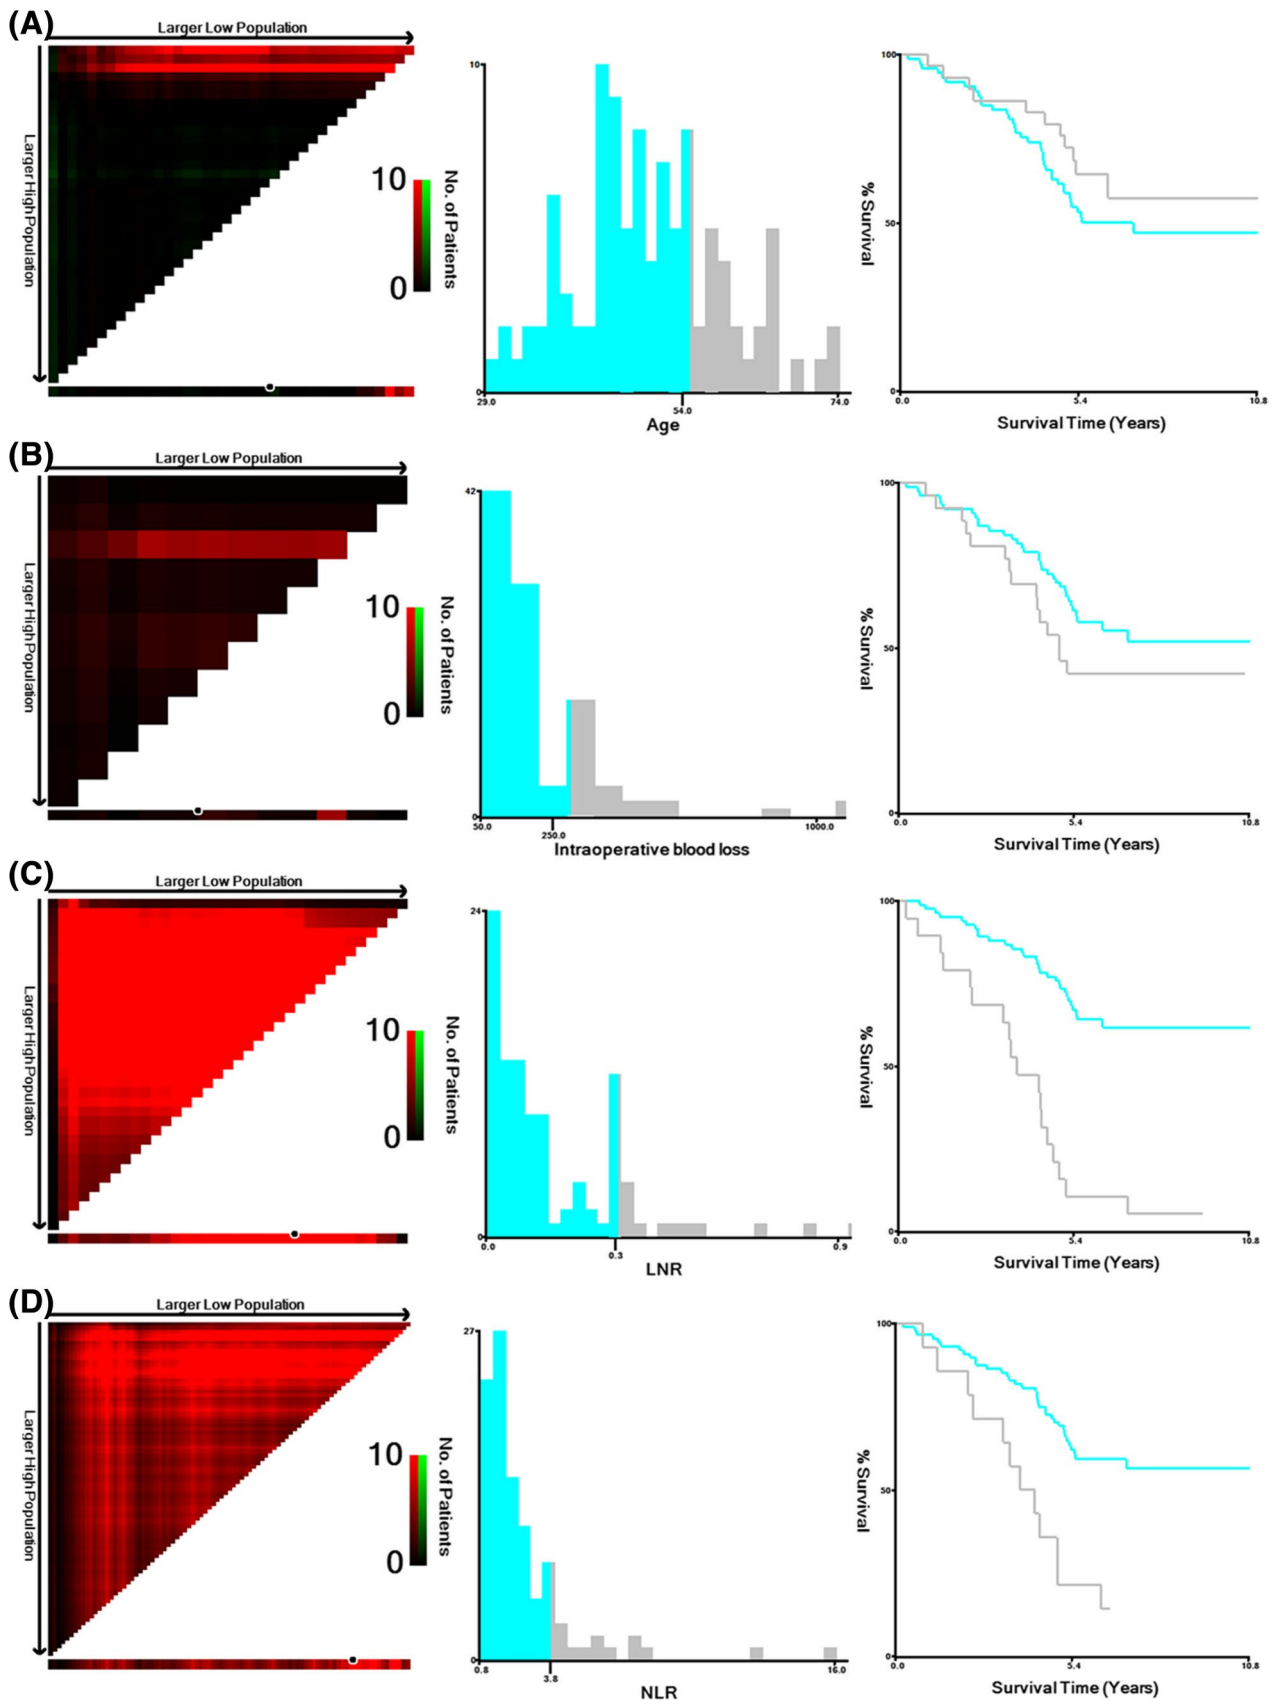 (A)
Larger Low Population
Larger High Population
10
0
No. of Patients
10
0
29.0
54.0
74.0
Age
100
50
0
% Survival
0.0
5.4
10.8
Survival Time (Years)
(B)
Larger Low Population
Larger High Population
10
0
No. of Patients
42
0
50.0
250.0
1000.0
Intraoperative blood loss
100
50
0
% Survival
0.0
5.4
10.8
Survival Time (Years)
(C)
Larger Low Population
Larger High Population
10
0
No. of Patients
24
0
0.0
0.3
0.9
LNR
100
50
0
% Survival
0.0
5.4
10.8
Survival Time (Years)
(D)
Larger Low Population
Larger High Population
10
0
No. of Patients
27
0
0.8
3.8
16.0
NLR
100
50
0
% Survival
0.0
5.4
10.8
Survival Time (Years)